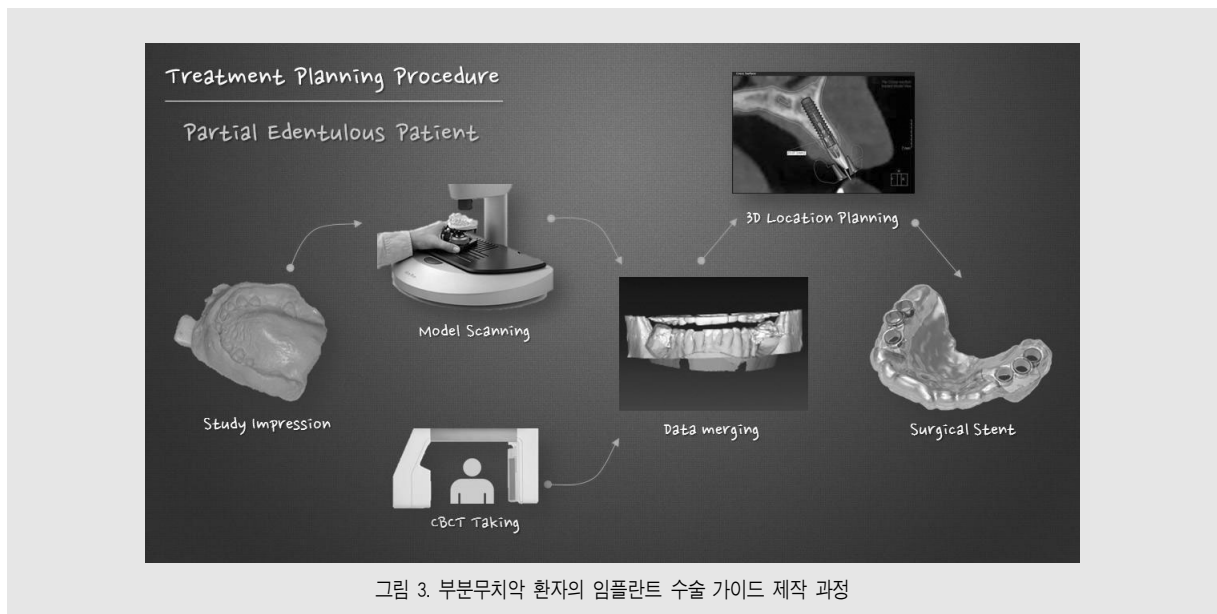 Treatment Planning Procedure
Partial Edentulous Patient
3D Location Planning
Model Scanning
Study Impression
Data merging
Surgical Stent
CBCT Taking
그림 3. 부분무치악 환자의 임플란트 수술 가이드 제작 과정